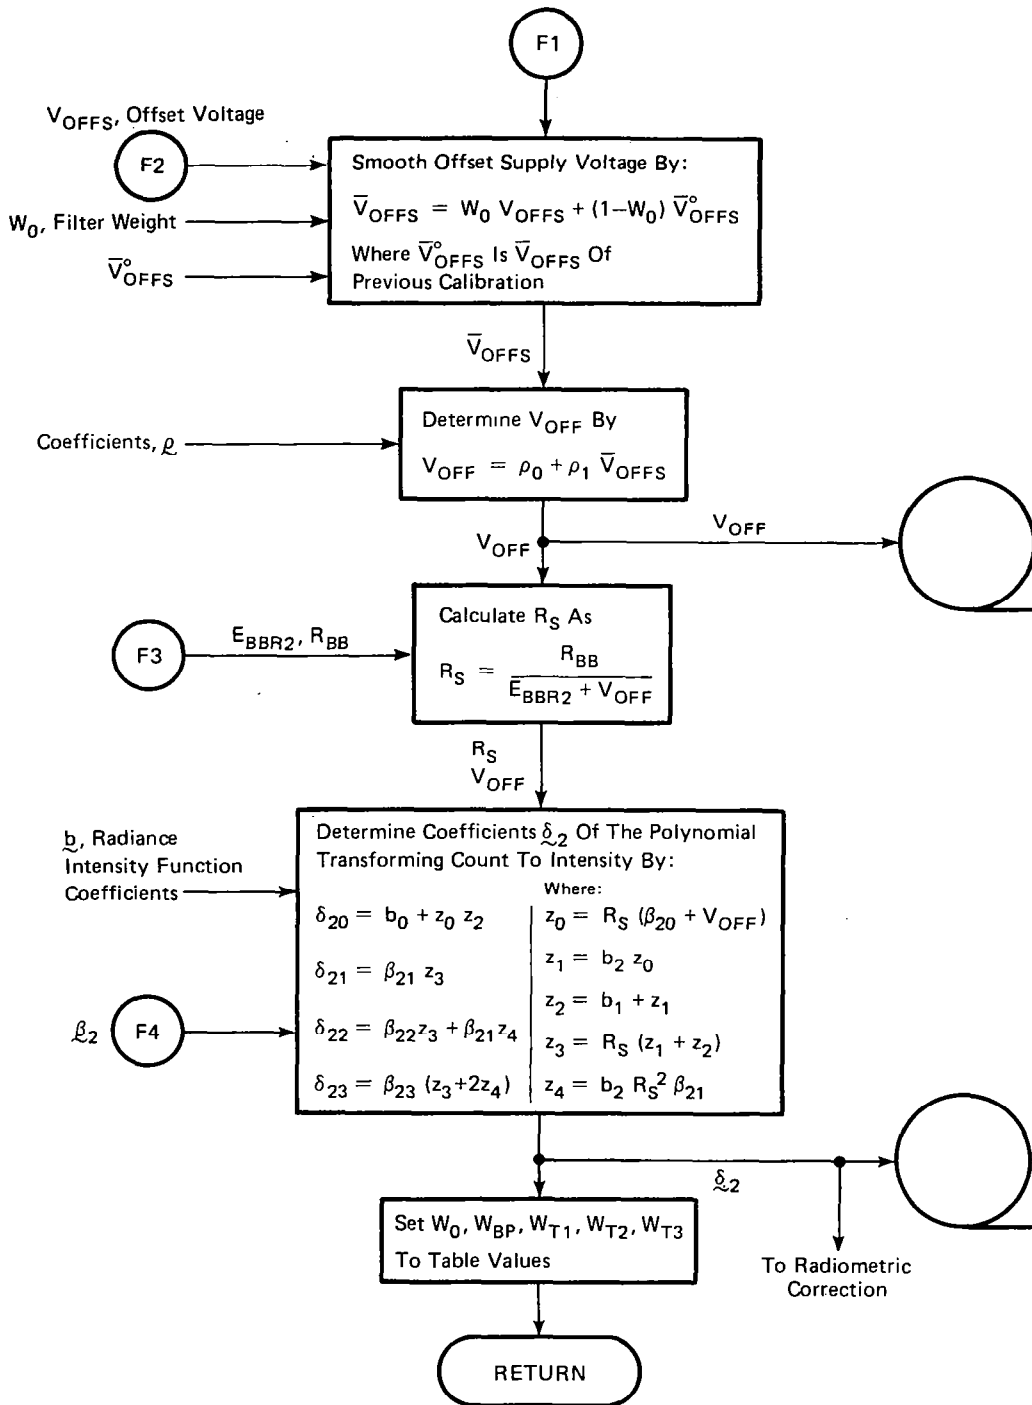 F1
V_OFFS, Offset Voltage
F2
W_0, Filter Weight
V̅°_OFFS
Smooth Offset Supply Voltage By:
V̅_OFFS = W_0 V_OFFS + (1–W_0) V̅°_OFFS
Where V̅°_OFFS Is V̅_OFFS Of
Previous Calibration
V̅_OFFS
Coefficients, ρ̰
Determine V_OFF By
V_OFF = ρ_0 + ρ_1 V̅_OFFS
V_OFF
V_OFF
F3
E_BBR2, R_BB
Calculate R_S As
R_S = R_BB / (E_BBR2 + V_OFF)
R_S
V_OFF
b̰, Radiance
Intensity Function
Coefficients
β̰_2
F4
Determine Coefficients δ̰_2 Of The Polynomial
Transforming Count To Intensity By:
δ_20 = b_0 + z_0 z_2
δ_21 = β_21 z_3
δ_22 = β_22 z_3 + β_21 z_4
δ_23 = β_23 (z_3+2z_4)
Where:
z_0 = R_S (β_20 + V_OFF)
z_1 = b_2 z_0
z_2 = b_1 + z_1
z_3 = R_S (z_1 + z_2)
z_4 = b_2 R_S² β_21
δ̰_2
Set W_0, W_BP, W_T1, W_T2, W_T3
To Table Values
To Radiometric
Correction
RETURN